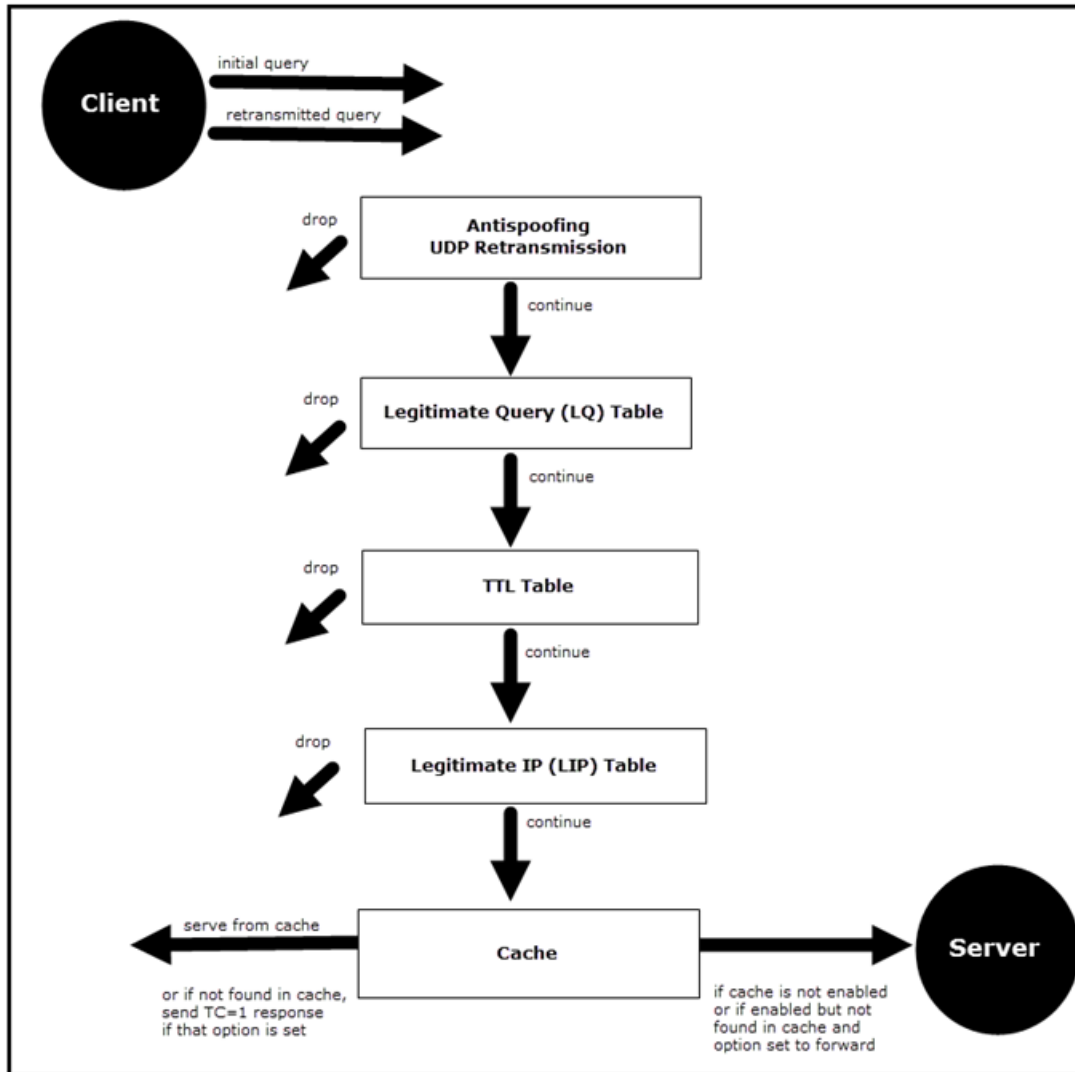 Client
initial query
retransmitted query
drop
Antispoofing
UDP Retransmission
continue
drop
Legitimate Query (LQ) Table
continue
drop
TTL Table
continue
drop
Legitimate IP (LIP) Table
continue
serve from cache
Cache
Server
or if not found in cache,
send TC=1 response
if that option is set
if cache is not enabled
or if enabled but not
found in cache and
option set to forward